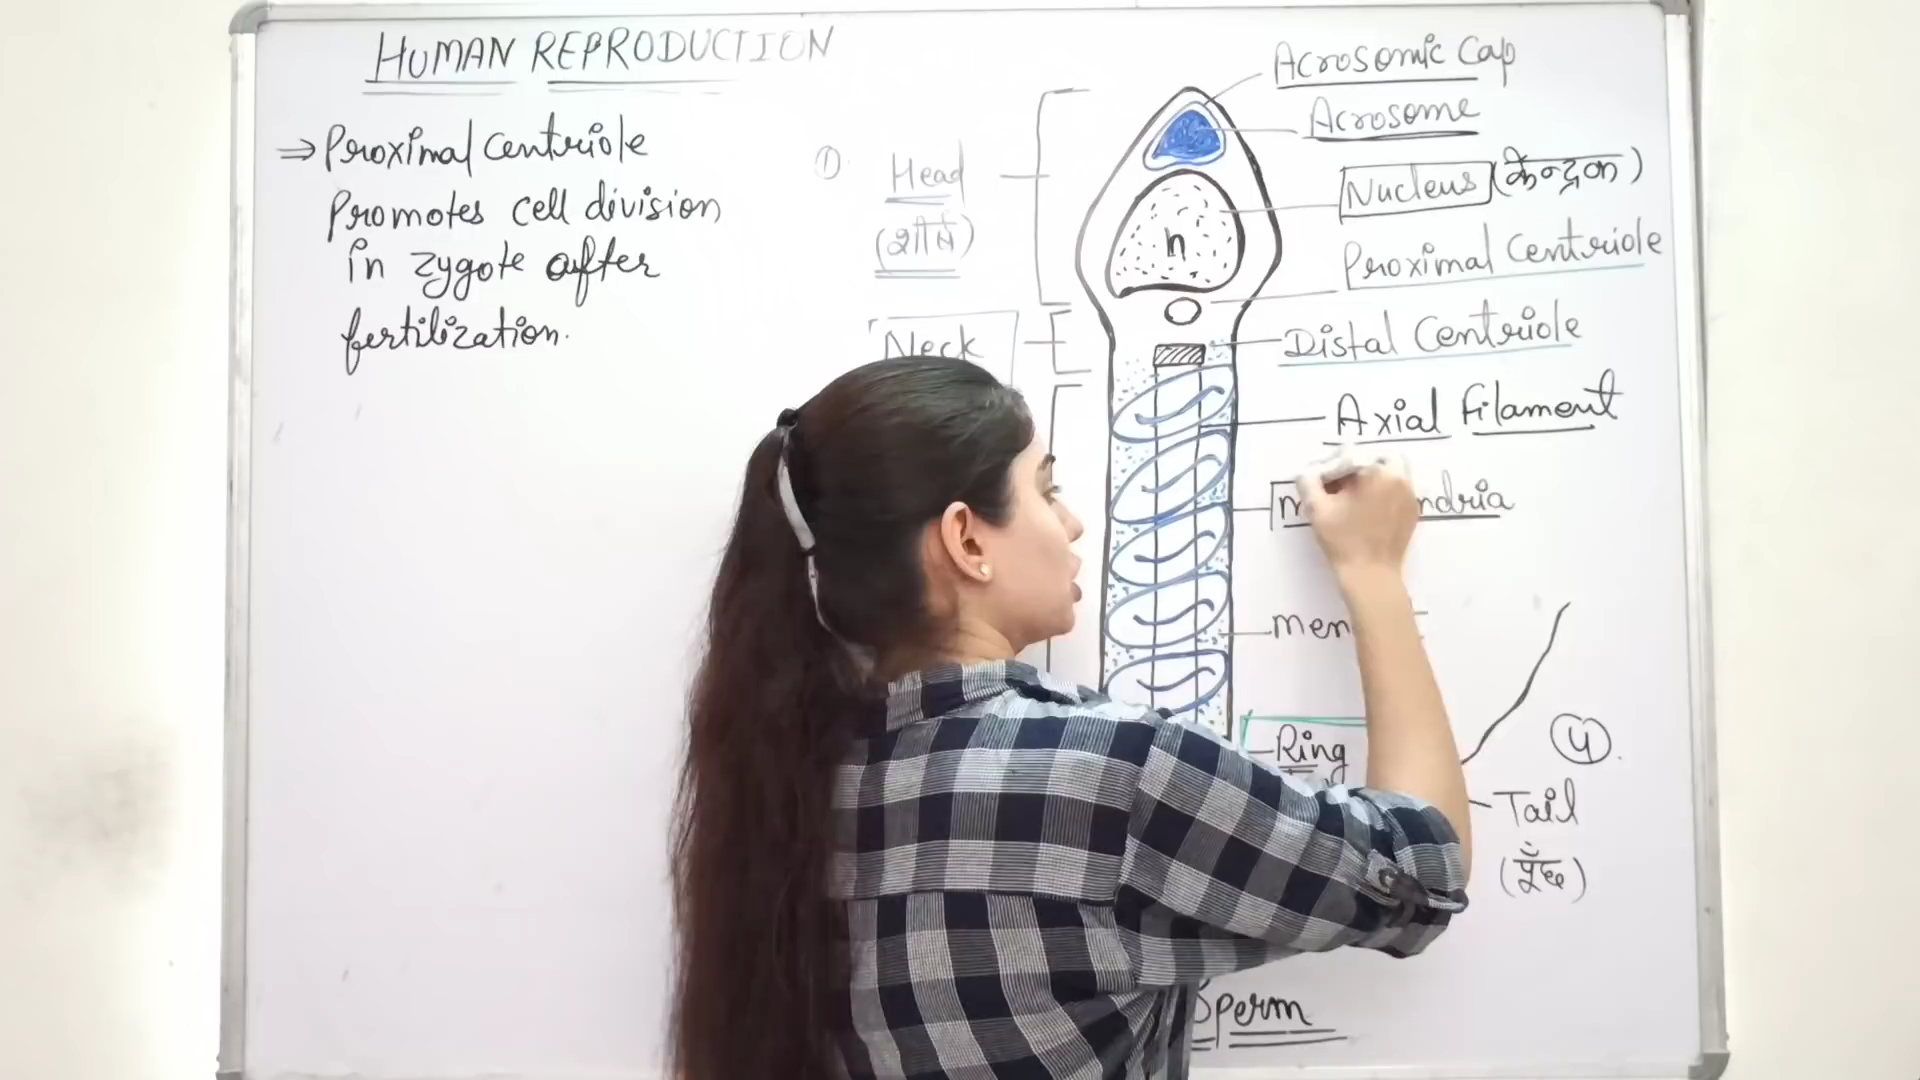 HUMAN REPRODUCTION
⇒ Proximal Centriole
Promotes cell division
in zygote after
fertilization.
① Head
(शीर्ष)
Neck
Acrosomic Cap
Acrosome
Nucleus (केन्द्रक)
n
Proximal Centriole
Distal Centriole
Axial filament
Ring
④
Tail
(पूँछ)
Sperm